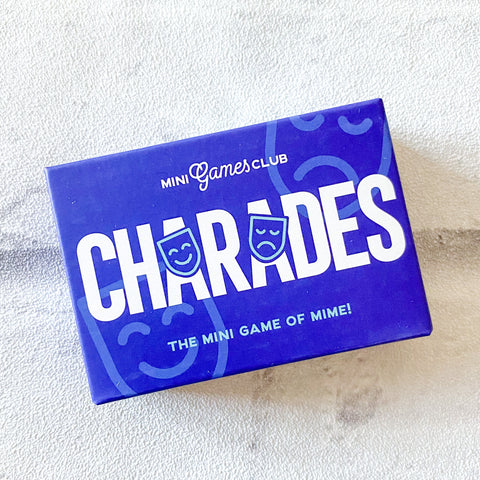 MINI Games CLUB
CHARADES
THE MINI GAME OF MIME!